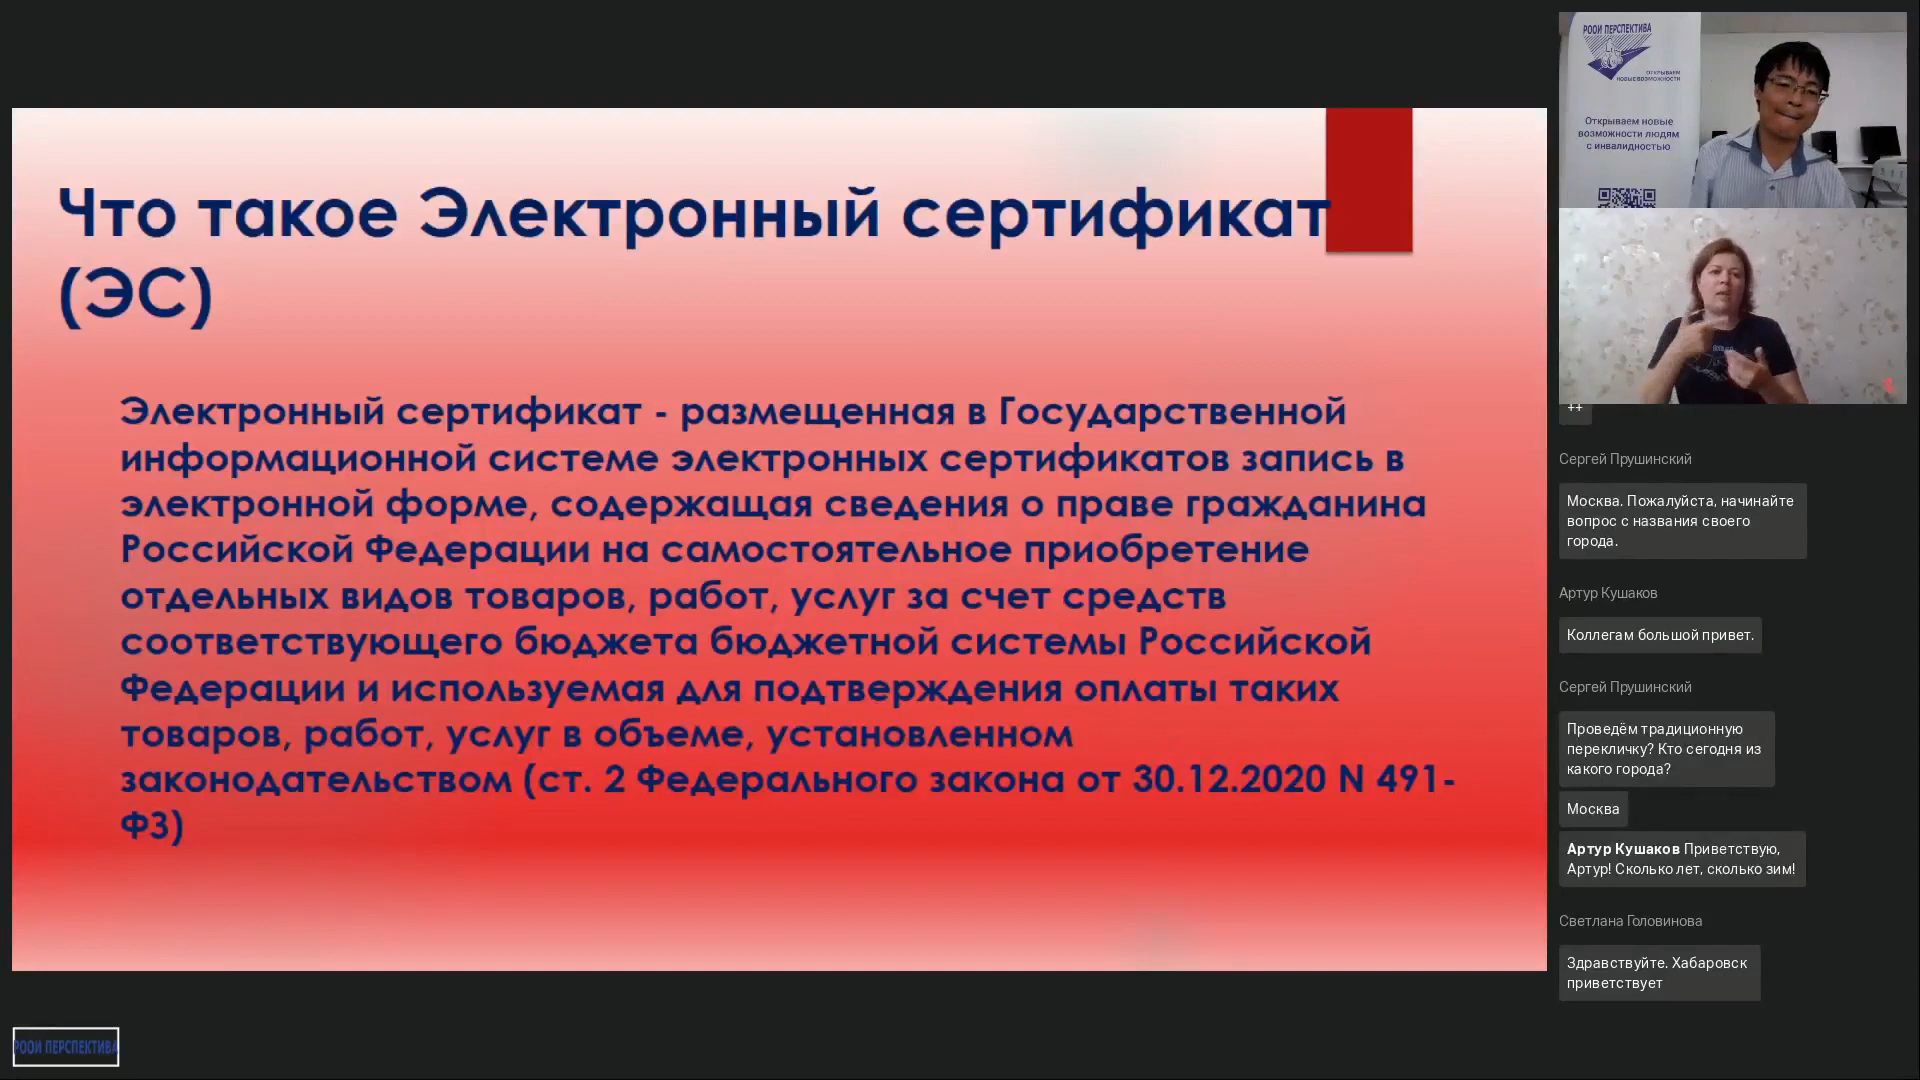 Что такое Электронный сертификат
(ЭС)
Электронный сертификат - размещенная в Государственной
информационной системе электронных сертификатов запись в
электронной форме, содержащая сведения о праве гражданина
Российской Федерации на самостоятельное приобретение
отдельных видов товаров, работ, услуг за счет средств
соответствующего бюджета бюджетной системы Российской
Федерации и используемая для подтверждения оплаты таких
товаров, работ, услуг в объеме, установленном
законодательством (ст. 2 Федерального закона от 30.12.2020 N 491-
ФЗ)
РООИ ПЕРСПЕКТИВА
РООИ ПЕРСПЕКТИВА
ОТКРЫВАЕМ
НОВЫЕ ВОЗМОЖНОСТИ
Открываем новые
возможности людям
с инвалидностью
++
Сергей Прушинский
Москва. Пожалуйста, начинайте
вопрос с названия своего
города.
Артур Кушаков
Коллегам большой привет.
Сергей Прушинский
Проведём традиционную
перекличку? Кто сегодня из
какого города?
Москва
Артур Кушаков Приветствую,
Артур! Сколько лет, сколько зим!
Светлана Головинова
Здравствуйте. Хабаровск
приветствует